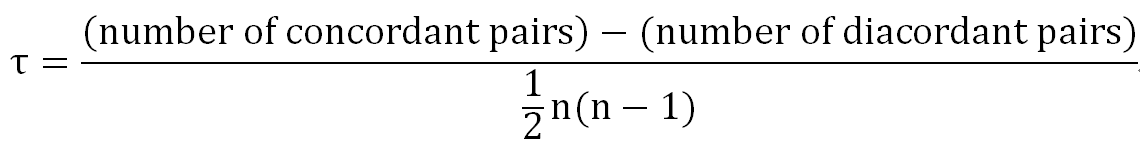 τ = (number of concordant pairs) − (number of diacordant pairs)
1
2
n(n − 1)